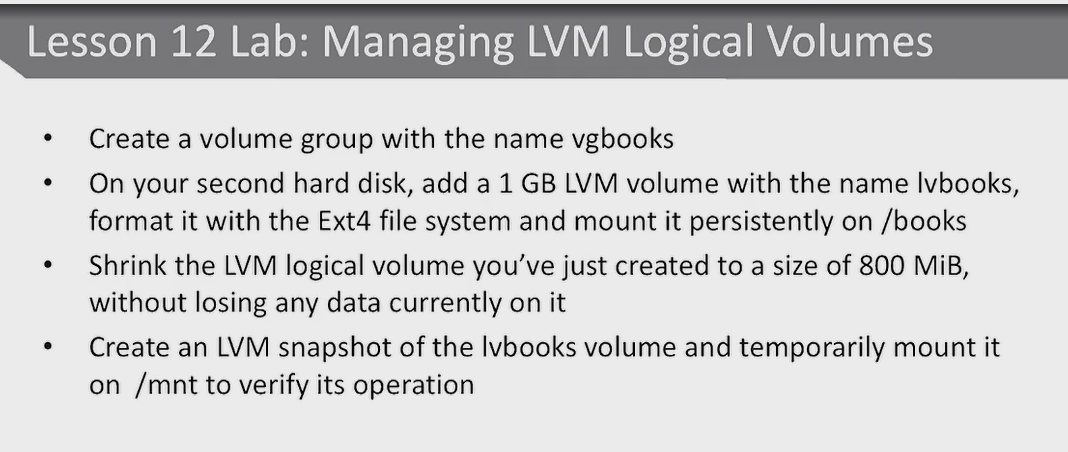 Lesson 12 Lab: Managing LVM Logical Volumes
• Create a volume group with the name vgbooks
• On your second hard disk, add a 1 GB LVM volume with the name lvbooks,
format it with the Ext4 file system and mount it persistently on /books
• Shrink the LVM logical volume you've just created to a size of 800 MiB,
without losing any data currently on it
• Create an LVM snapshot of the lvbooks volume and temporarily mount it
on /mnt to verify its operation